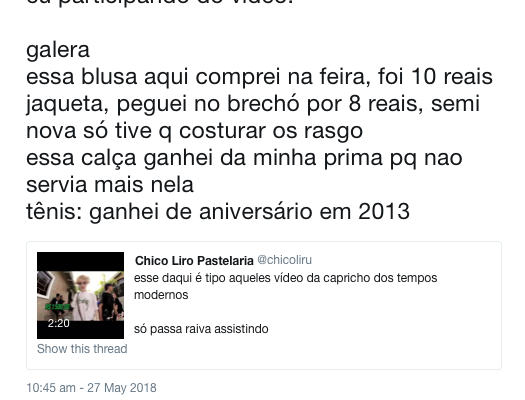 galera
essa blusa aqui comprei na feira, foi 10 reais
jaqueta, peguei no brechó por 8 reais, semi
nova só tive q costurar os rasgo
essa calça ganhei da minha prima pq nao
servia mais nela
tênis: ganhei de aniversário em 2013
Chico Liro Pastelaria @chicoliru
esse daqui é tipo aqueles vídeo da capricho dos tempos
modernos
só passa raiva assistindo
2:20
Show this thread
10:45 am - 27 May 2018